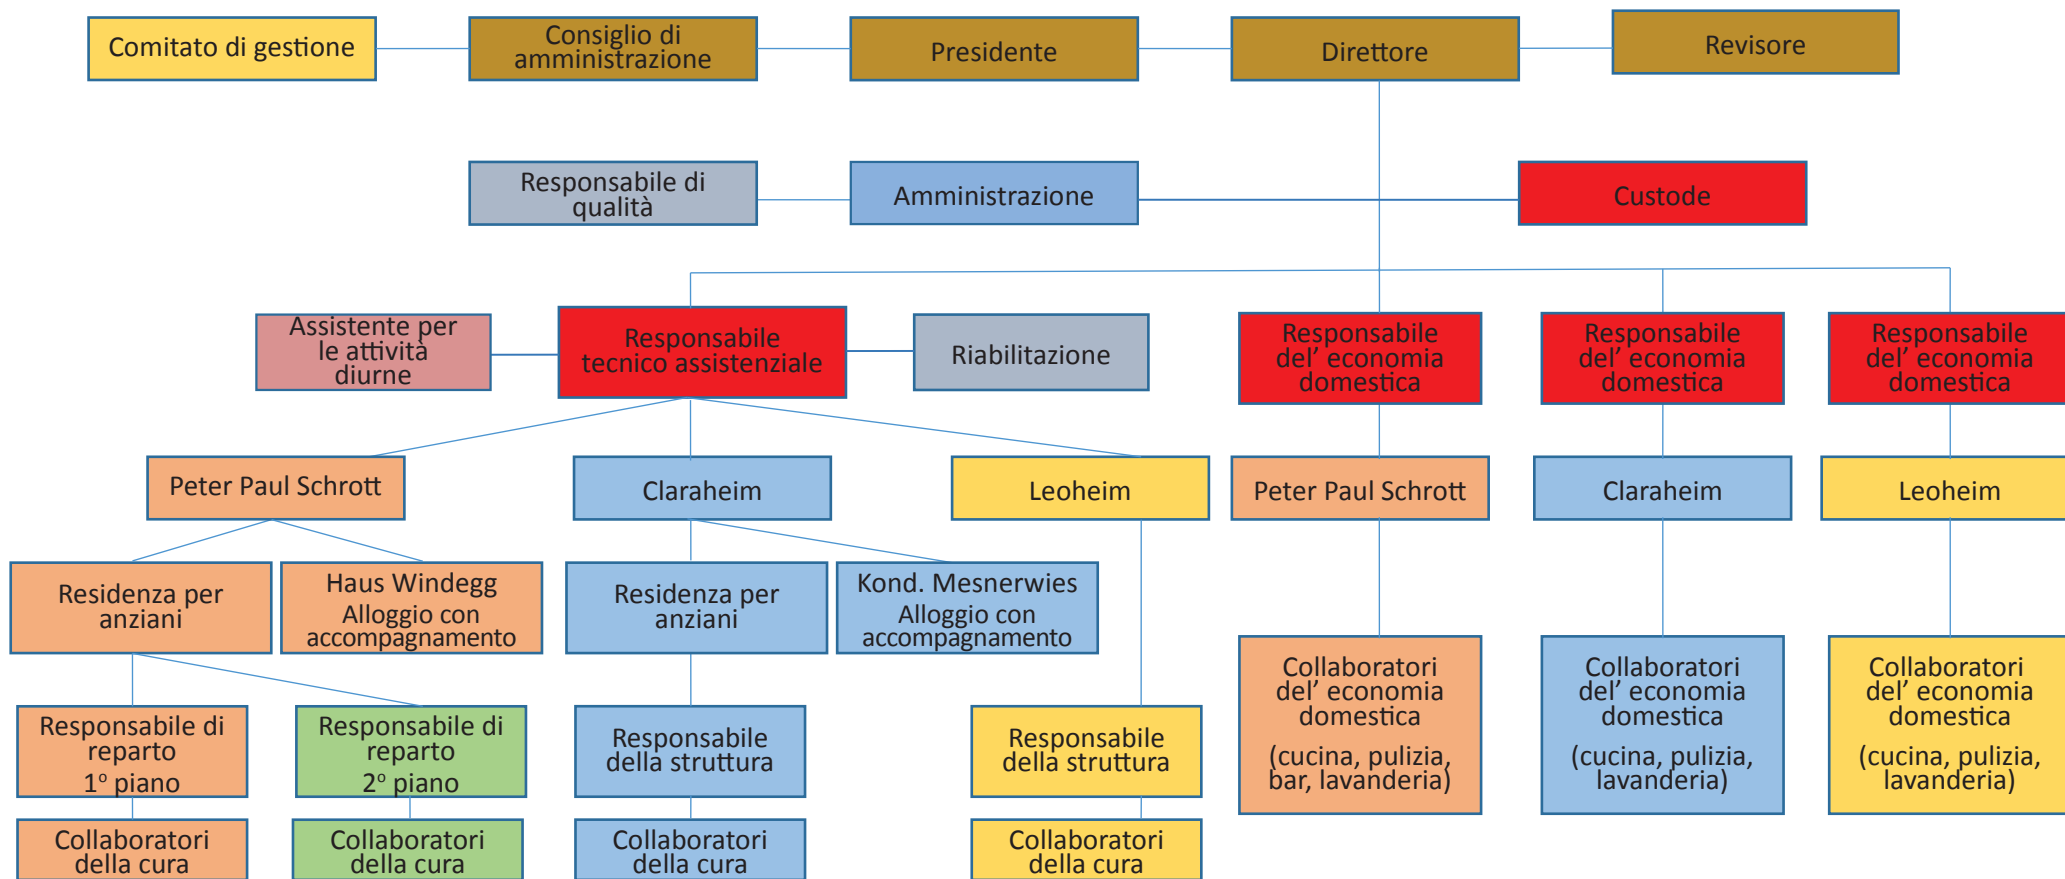 Comitato di gestione
Consiglio di
amministrazione
Presidente
Direttore
Revisore
Responsabile di
qualità
Amministrazione
Custode
Assistente per
le attività
diurne
Responsabile
tecnico assistenziale
Riabilitazione
Responsabile
del’ economia
domestica
Responsabile
del’ economia
domestica
Responsabile
del’ economia
domestica
Peter Paul Schrott
Claraheim
Leoheim
Peter Paul Schrott
Claraheim
Leoheim
Residenza per
anziani
Haus Windegg
Alloggio con
accompagnamento
Residenza per
anziani
Kond. Mesnerwies
Alloggio con
accompagnamento
Collaboratori
del’ economia
domestica
(cucina, pulizia,
bar, lavanderia)
Collaboratori
del’ economia
domestica
(cucina, pulizia,
lavanderia)
Collaboratori
del’ economia
domestica
(cucina, pulizia,
lavanderia)
Responsabile di
reparto
1º piano
Responsabile di
reparto
2º piano
Responsabile
della struttura
Responsabile
della struttura
Collaboratori
della cura
Collaboratori
della cura
Collaboratori
della cura
Collaboratori
della cura